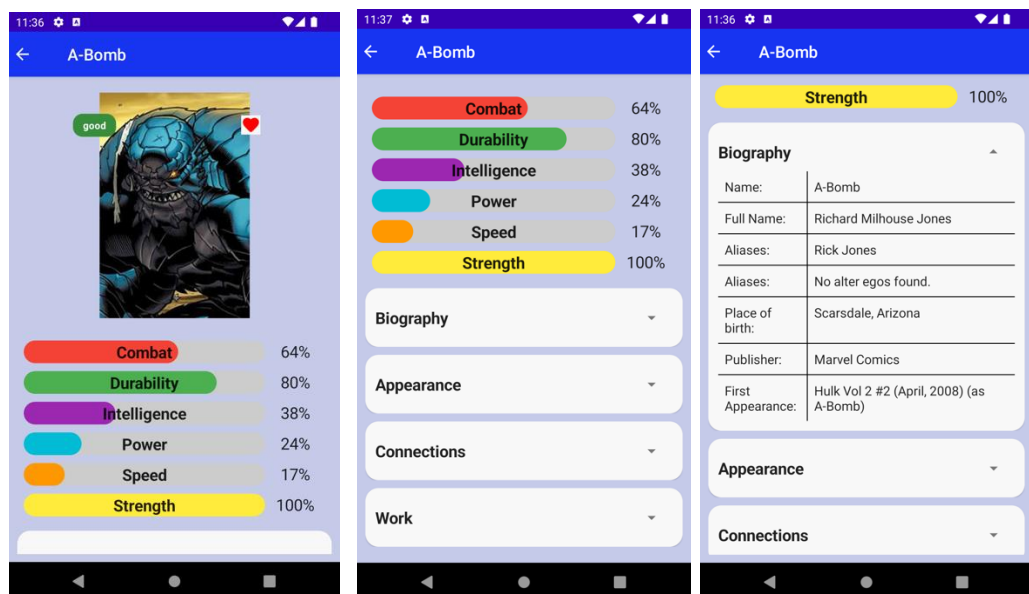 11:36
A-Bomb
good
Combat 64%
Durability 80%
Intelligence 38%
Power 24%
Speed 17%
Strength 100%
11:37
A-Bomb
Combat 64%
Durability 80%
Intelligence 38%
Power 24%
Speed 17%
Strength 100%
Biography
Appearance
Connections
Work
11:36
A-Bomb
Strength 100%
Biography
Name: A-Bomb
Full Name: Richard Milhouse Jones
Aliases: Rick Jones
Aliases: No alter egos found.
Place of Scarsdale, Arizona
birth:
Publisher: Marvel Comics
First Hulk Vol 2 #2 (April, 2008) (as
Appearance: A-Bomb)
Appearance
Connections